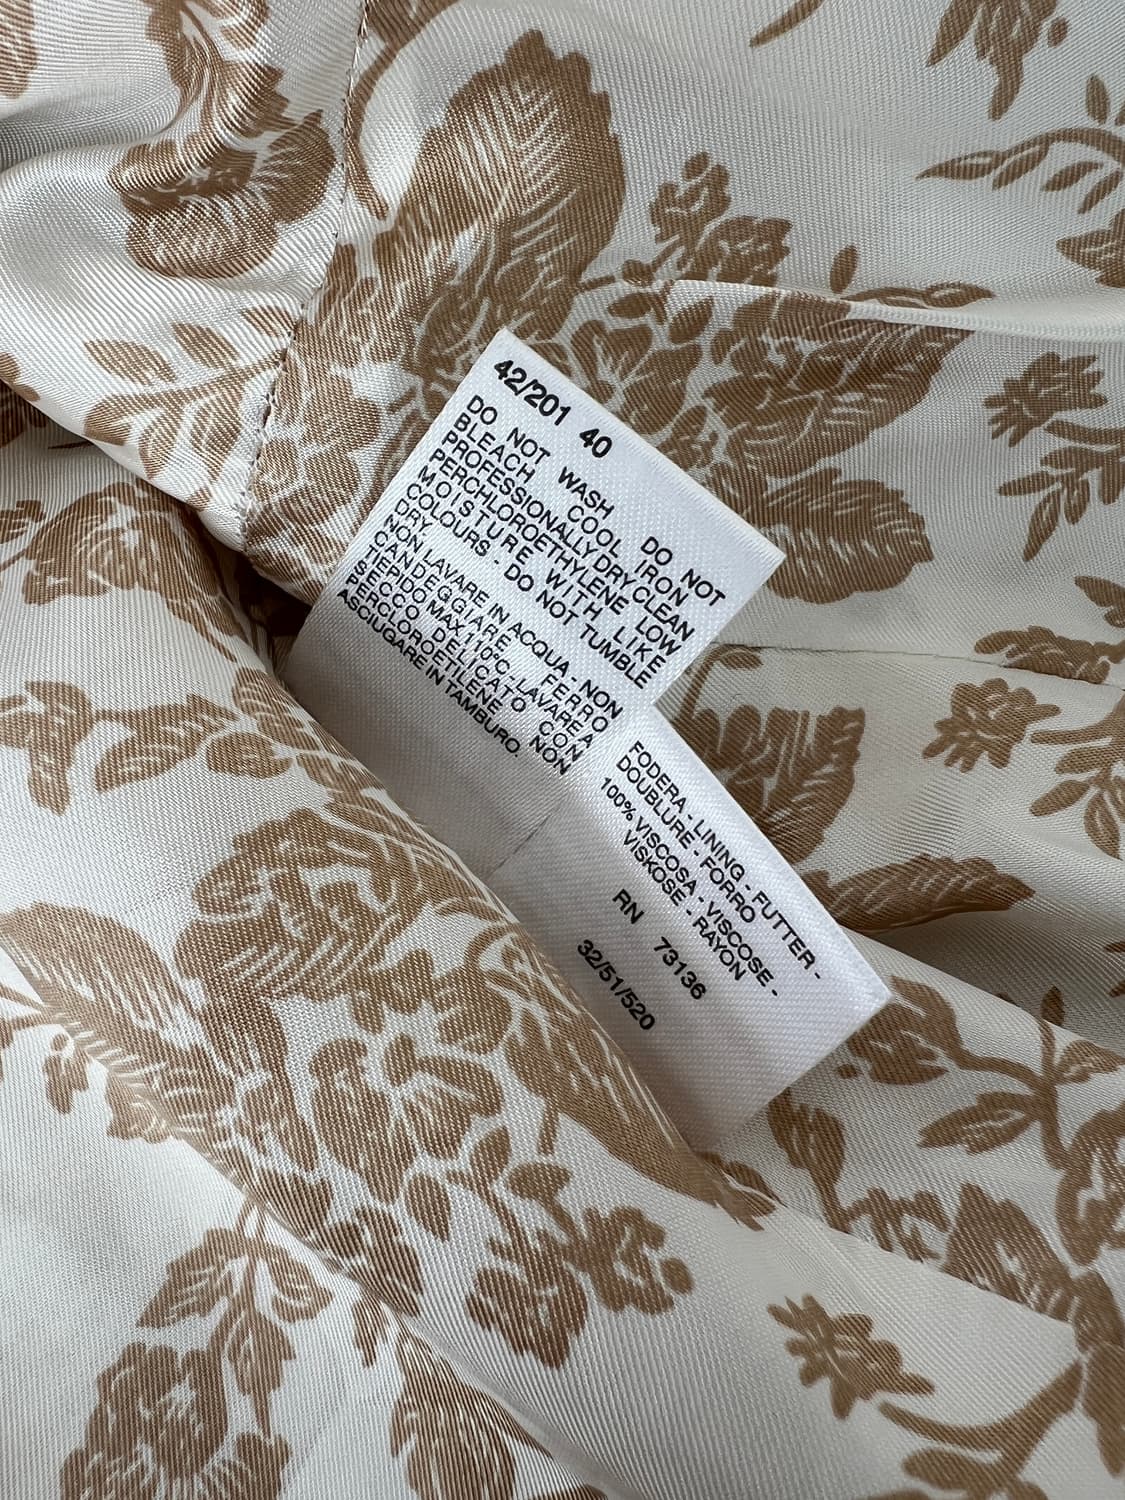 42/201 40
DO NOT WASH DO NOT
BLEACH COOL IRON
PROFESSIONALLY DRY CLEAN
PERCHLOROETHYLENE LOW
MOISTURE WITH LIKE
COLOURS - DO NOT TUMBLE
DRY
NON LAVARE IN ACQUA - NON
CANDEGGIARE FERRO
TIEPIDO MAX 110°C - LAVAREA
SECCO DELICATO CON
PERCLOROETILENE NON
ASCIUGARE IN TAMBURO.
FODERA - LINING - FUTTER -
DOUBLURE - FORRO
100% VISCOSA - VISCOSE -
VISKOSE - RAYON
RN 73136
32/51/520